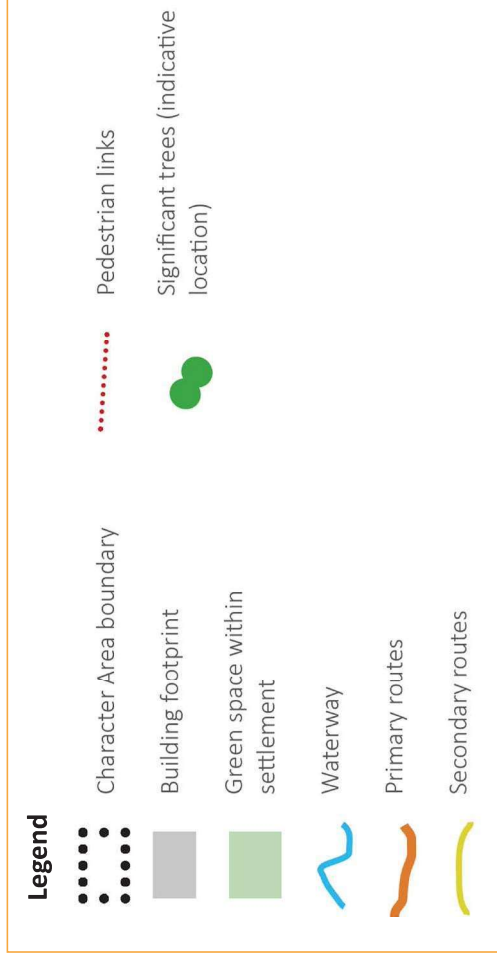 Legend
Character Area boundary
Building footprint
Green space within
settlement
Waterway
Primary routes
Secondary routes
Pedestrian links
Significant trees (indicative
location)